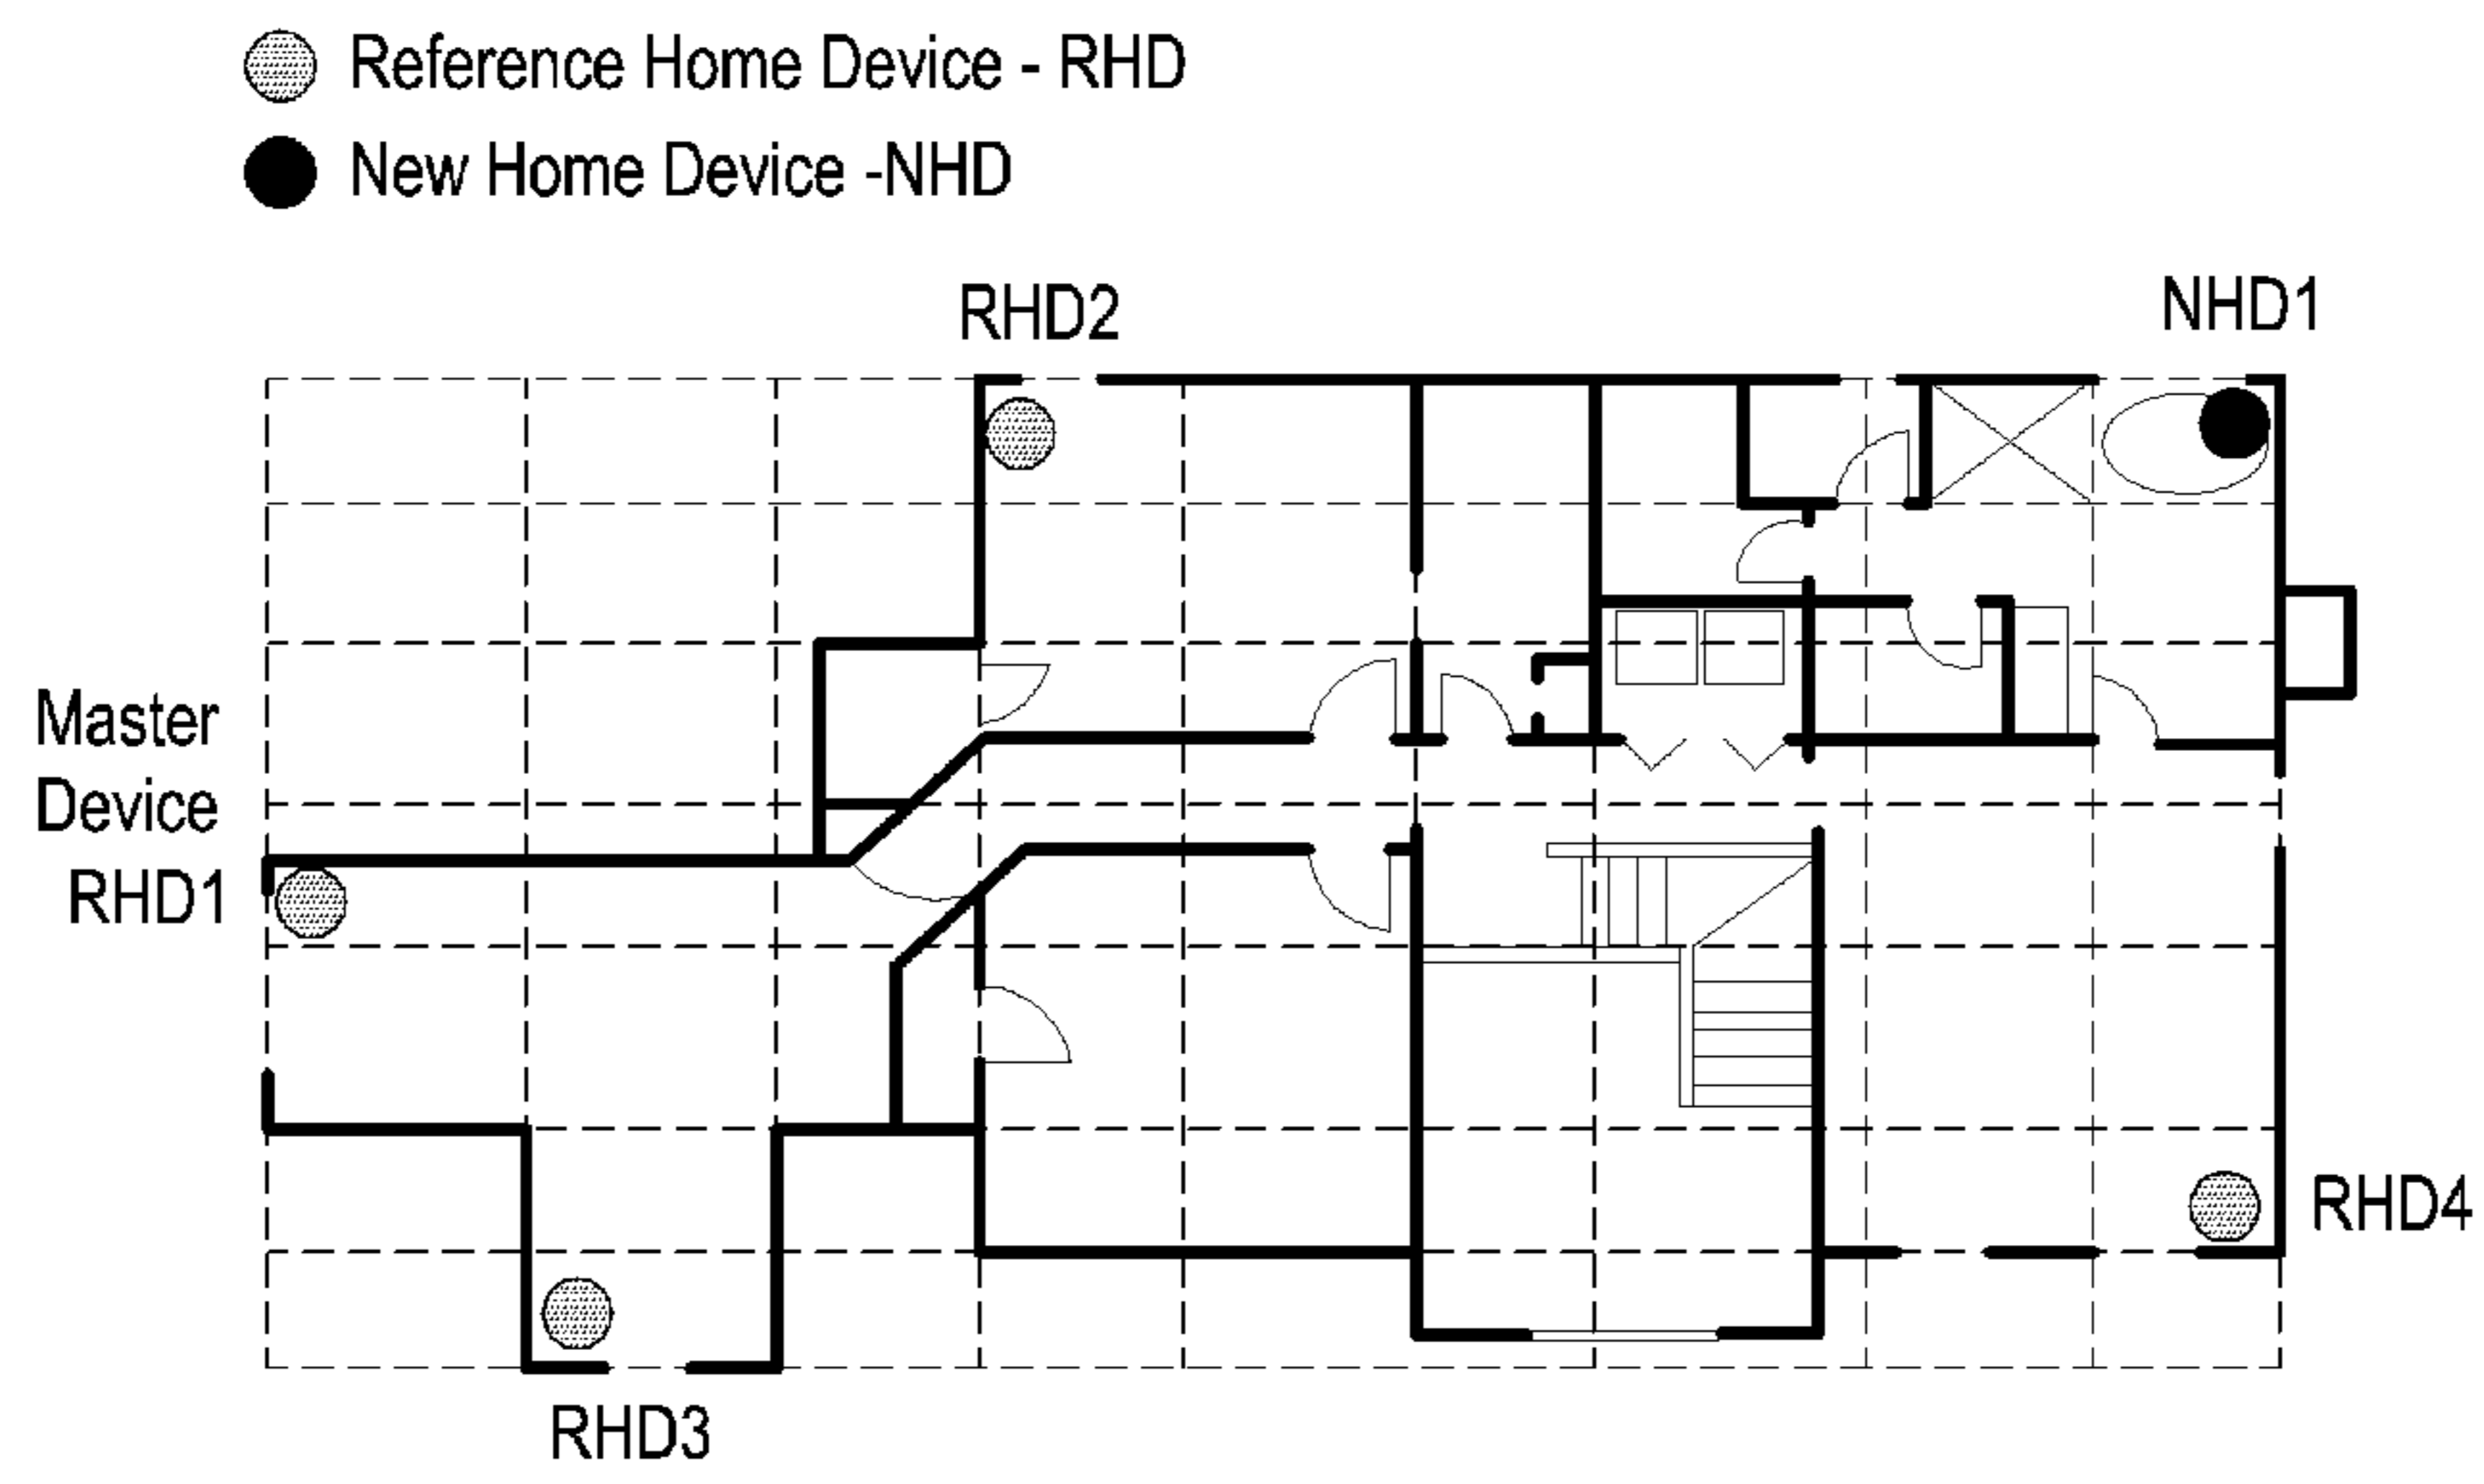 Reference Home Device - RHD
New Home Device -NHD
RHD2
NHD1
Master
Device
RHD1
RHD4
RHD3